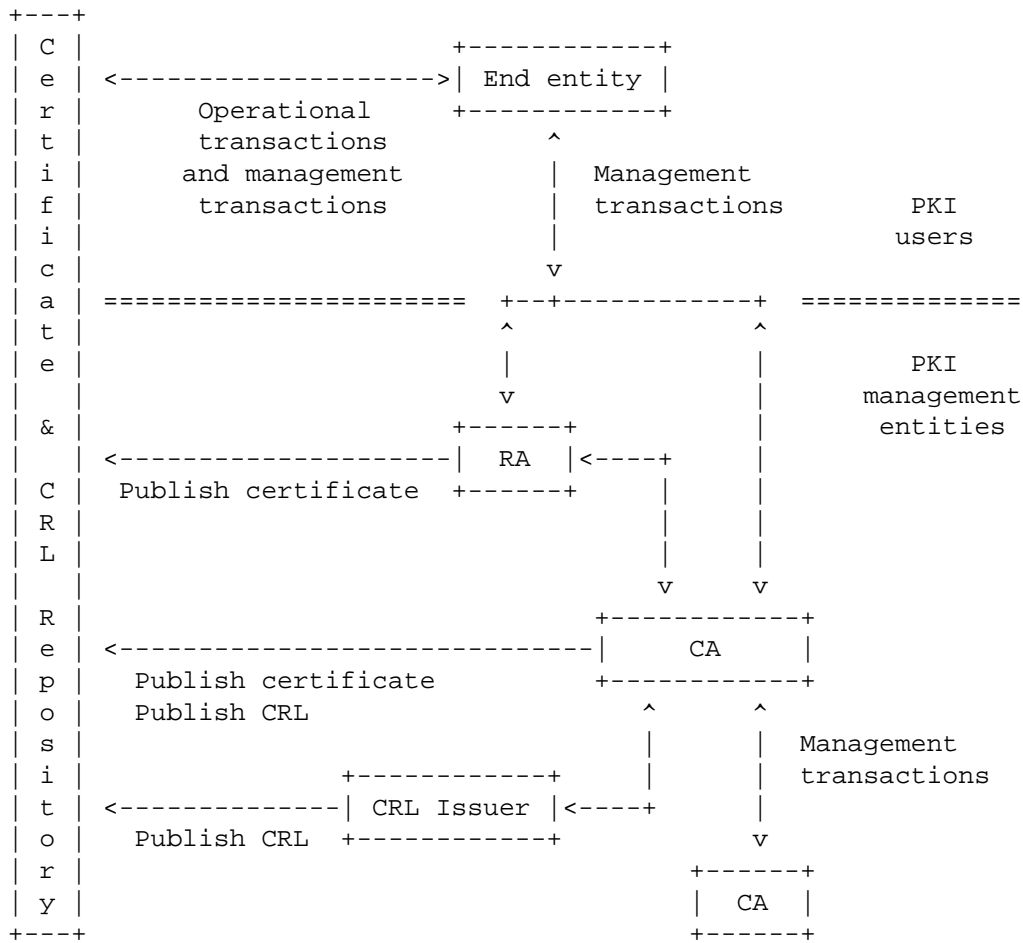 +---+
| C |                       +------------+
| e | <-------------------->| End entity |
| r |       Operational     +------------+
| t |       transactions          ^
| i |      and management         |  Management
| f |       transactions          |  transactions        PKI
| i |                             |                     users
| c |                             v
| a | =======================  +--+------------+  ==============
| t |                          ^               ^
| e |                          |               |         PKI
|   |                          v               |      management
| & |                       +------+           |       entities
|   | <---------------------|  RA  |<----+     |
| C |  Publish certificate  +------+     |     |
| R |                                    |     |
| L |                                    |     |
|   |                                    v     v
| R |                                +------------+
| e | <------------------------------|     CA     |
| p |   Publish certificate          +------------+
| o |   Publish CRL                     ^      ^
| s |                                   |      |  Management
| i |                +------------+     |      |  transactions
| t | <--------------| CRL Issuer |<----+      |
| o |   Publish CRL  +------------+            v
| r |                                      +------+
| y |                                      |  CA  |
+---+                                      +------+